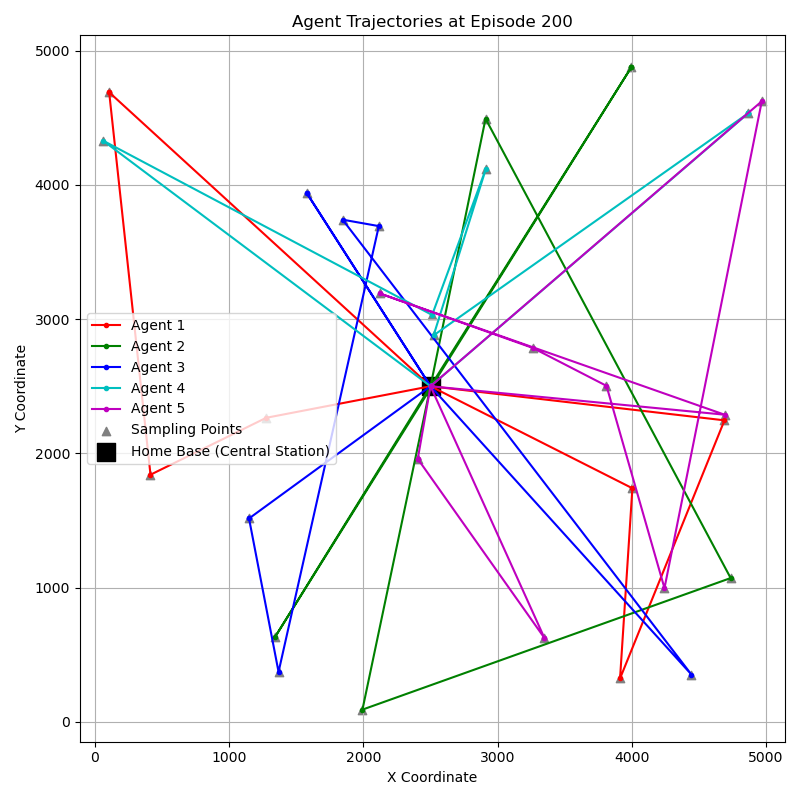 Agent Trajectories at Episode 200
5000
4000
3000
2000
1000
0
Y Coordinate
Agent 1
Agent 2
Agent 3
Agent 4
Agent 5
Sampling Points
Home Base (Central Station)
0 1000 2000 3000 4000 5000
X Coordinate